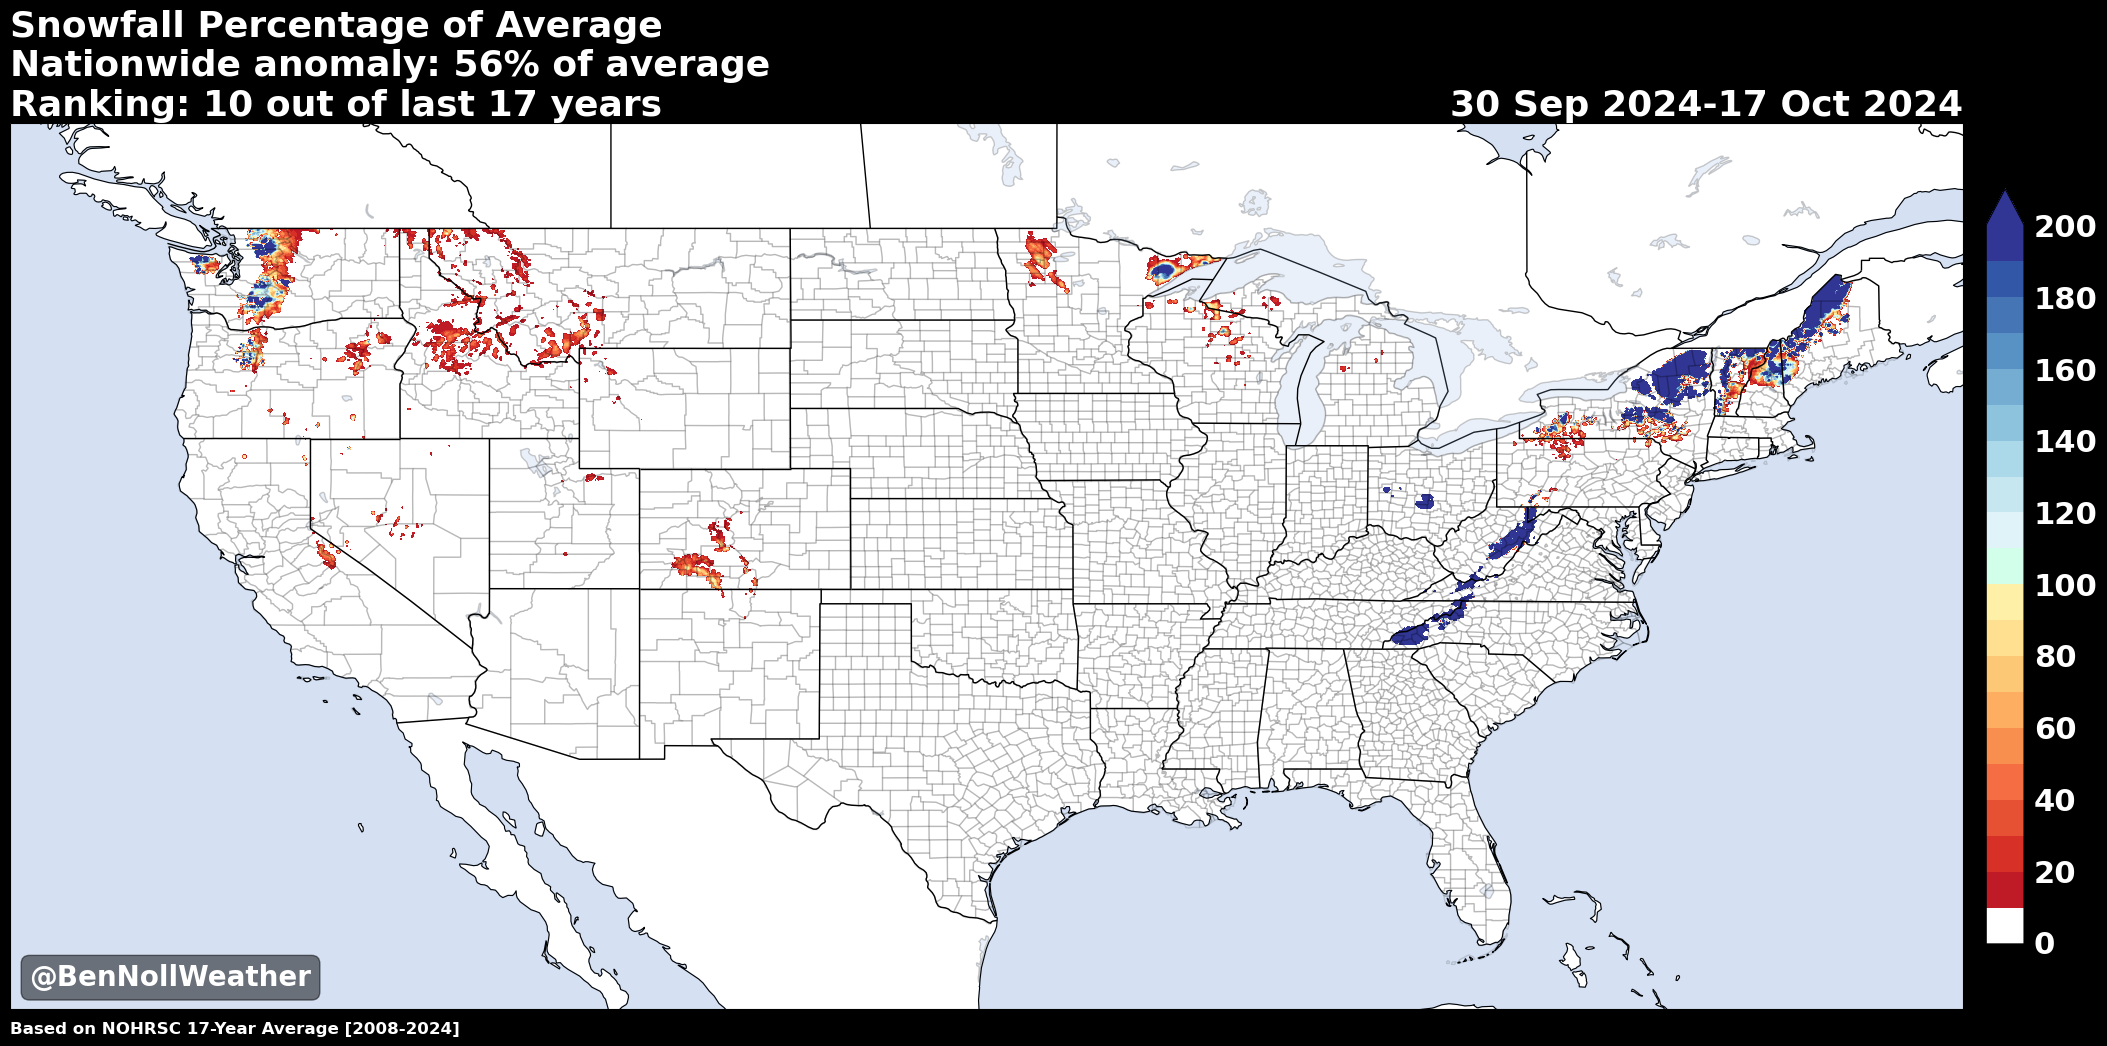 Snowfall Percentage of Average
Nationwide anomaly: 56% of average
Ranking: 10 out of last 17 years
30 Sep 2024-17 Oct 2024
200
180
160
140
120
100
80
60
40
20
0
@BenNollWeather
Based on NOHRSC 17-Year Average [2008-2024]